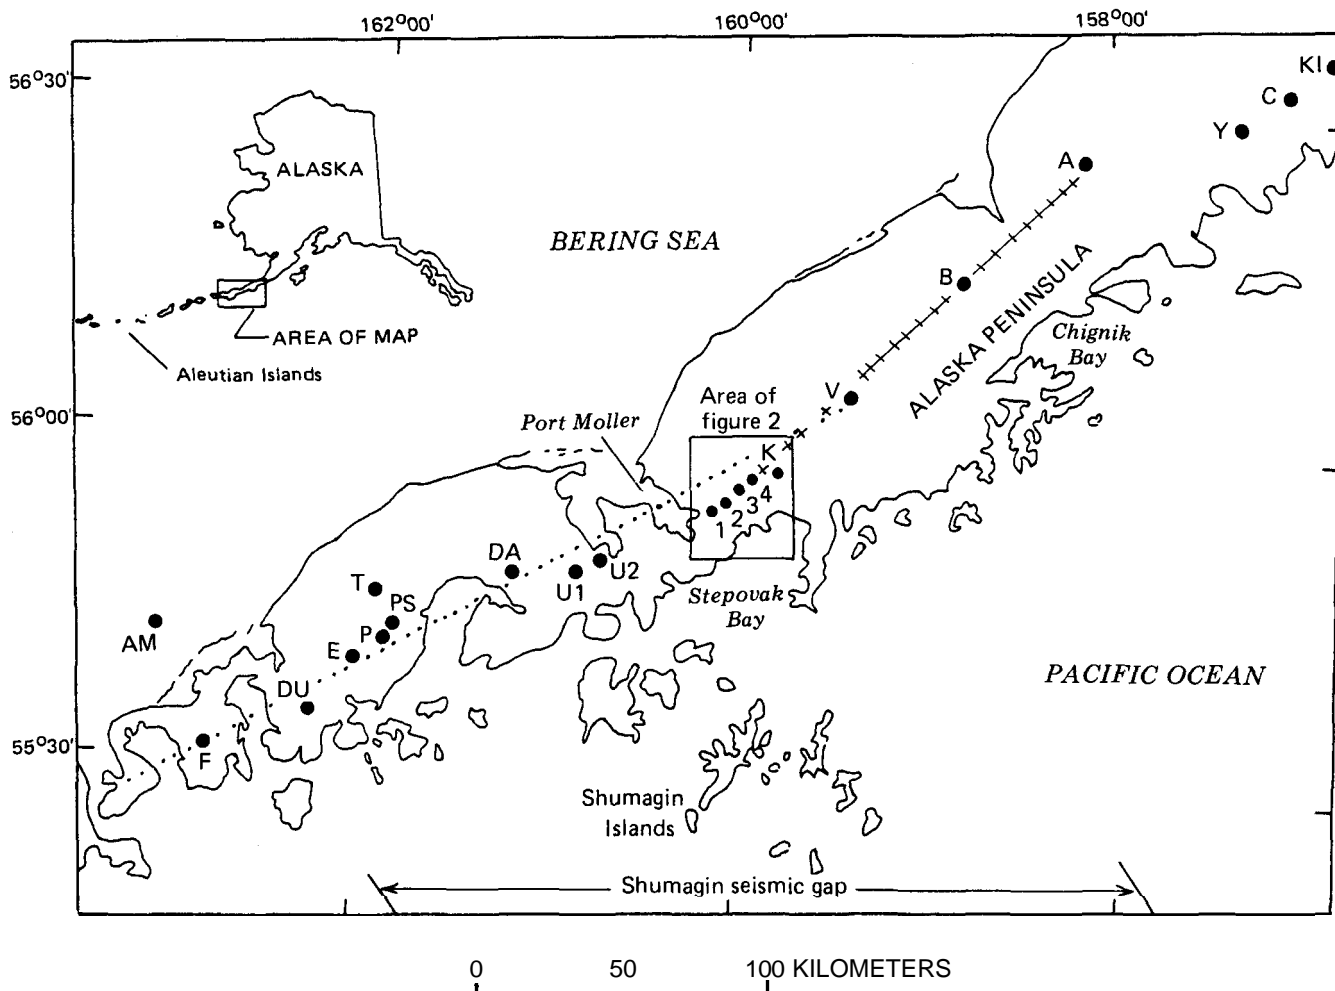 162°00'
160°00'
158°00'
56°30'
KI
C
Y
ALASKA
A
BERING SEA
B
ALASKA PENINSULA
AREA OF MAP
Chignik
Bay
Aleutian Islands
V
56°00'
Area of
figure 2
Port Moller
K
4
3
2
1
DA
U2
U1
T
PS
Stepovak
Bay
P
AM
E
PACIFIC OCEAN
DU
55°30'
F
Shumagin
Islands
Shumagin seismic gap
0 50 100 KILOMETERS